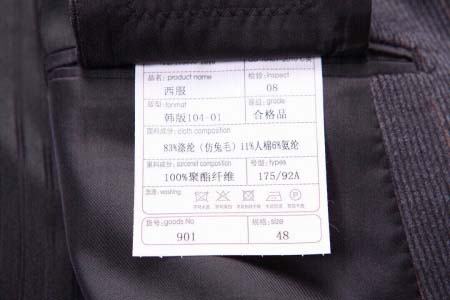 品名: product name 检验: Inspect
西服 08
版型: format 等级: grade
韩版104-01 合格品
面料成分: cloth composition
83%涤纶（仿兔毛）11%人棉6%氨纶
里料成分: sarcenet composition 号型: types
100%聚酯纤维 175/92A
洗涤: washing
货号: goods.No 规格: size
901 48